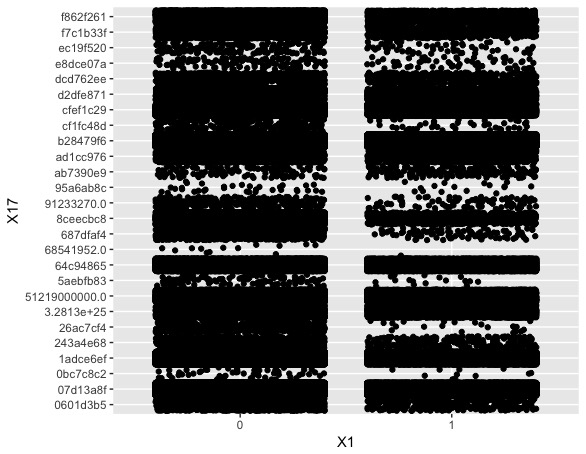 f862f261
f7c1b33f
ec19f520
e8dce07a
dcd762ee
d2dfe871
cfef1c29
cf1fc48d
b28479f6
ad1cc976
ab7390e9
95a6ab8c
91233270.0
8ceecbc8
687dfaf4
68541952.0
64c94865
5aebfb83
51219000000.0
3.2813e+25
26ac7cf4
243a4e68
1adce6ef
0bc7c8c2
07d13a8f
0601d3b5
X17
0 1
X1